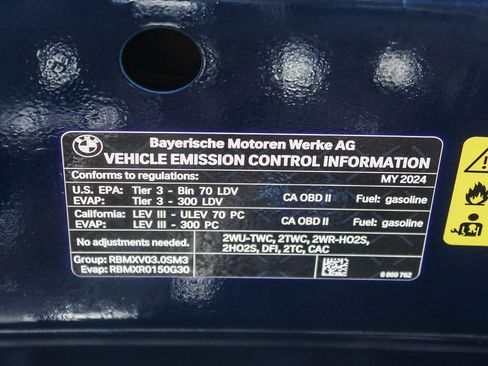 BMW
Bayerische Motoren Werke AG
VEHICLE EMISSION CONTROL INFORMATION
Conforms to regulations: MY 2024
U.S. EPA: Tier 3 - Bin 70 LDV CA OBD II Fuel: gasoline
EVAP: Tier 3 - 300 LDV
California: LEV III - ULEV 70 PC CA OBD II Fuel: gasoline
EVAP: LEV III - 300 PC
No adjustments needed. 2WU-TWC, 2TWC, 2WR-HO2S,
2HO2S, DFI, 2TC, CAC
Group: RBMXV03.0SM3
Evap: RBMXR0150G30
8 869 762